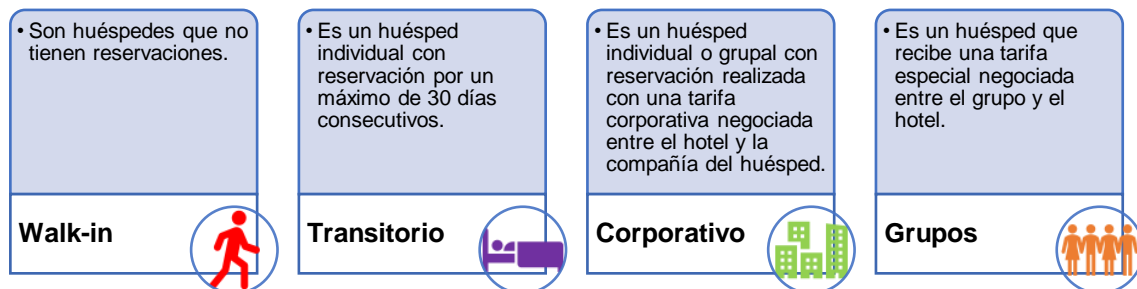 • Son huéspedes que no
tienen reservaciones.
Walk-in
• Es un huésped
individual con
reservación por un
máximo de 30 días
consecutivos.
Transitorio
• Es un huésped
individual o grupal con
reservación realizada
con una tarifa
corporativa negociada
entre el hotel y la
compañía del huésped.
Corporativo
• Es un huésped que
recibe una tarifa
especial negociada
entre el grupo y el
hotel.
Grupos